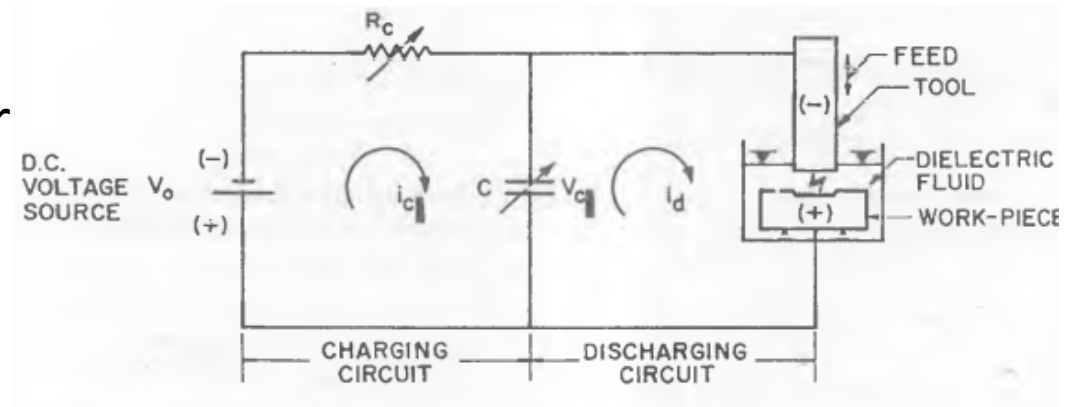 Rc
FEED
TOOL
(−)
D.C.
VOLTAGE
SOURCE
Vo
(−)
(+)
ic
C
Vc
id
DIELECTRIC
FLUID
(+)
WORK-PIECE
CHARGING
CIRCUIT
DISCHARGING
CIRCUIT